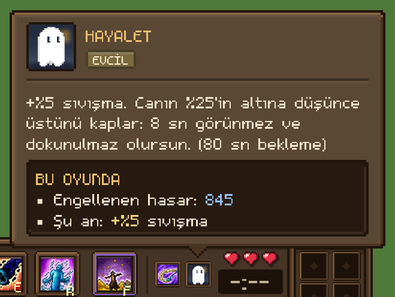 HAYALET
EVCİL
+%5 sıvışma. Canın %25'in altına düşünce
üstünü kaplar: 8 sn görünmez ve
dokunulmaz olursun. (80 sn bekleme)
BU OYUNDA
▪ Engellenen hasar: 845
▪ Şu an: +%5 sıvışma
E R F
--:--